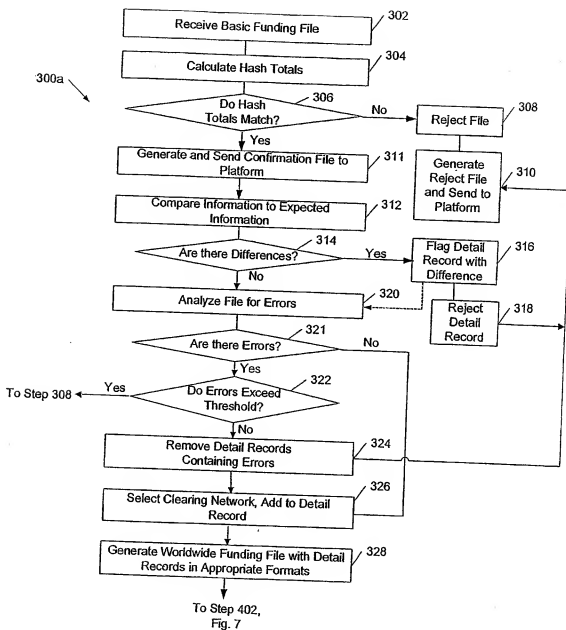 302
Receive Basic Funding File
304
Calculate Hash Totals
300a
306
Do Hash
Totals Match?
No
308
Reject File
Yes
Generate and Send Confirmation File to
Platform
311
Generate
Reject File
and Send to
Platform
310
Compare Information to Expected
Information
312
314
Are there Differences?
Yes
Flag Detail
Record with
Difference
316
No
Analyze File for Errors
320
318
Reject
Detail
Record
321
Are there Errors?
No
Yes
322
To Step 308
Yes
Do Errors Exceed
Threshold?
No
324
Remove Detail Records
Containing Errors
326
Select Clearing Network, Add to Detail
Record
328
Generate Worldwide Funding File with Detail
Records in Appropriate Formats
To Step 402,
Fig. 7